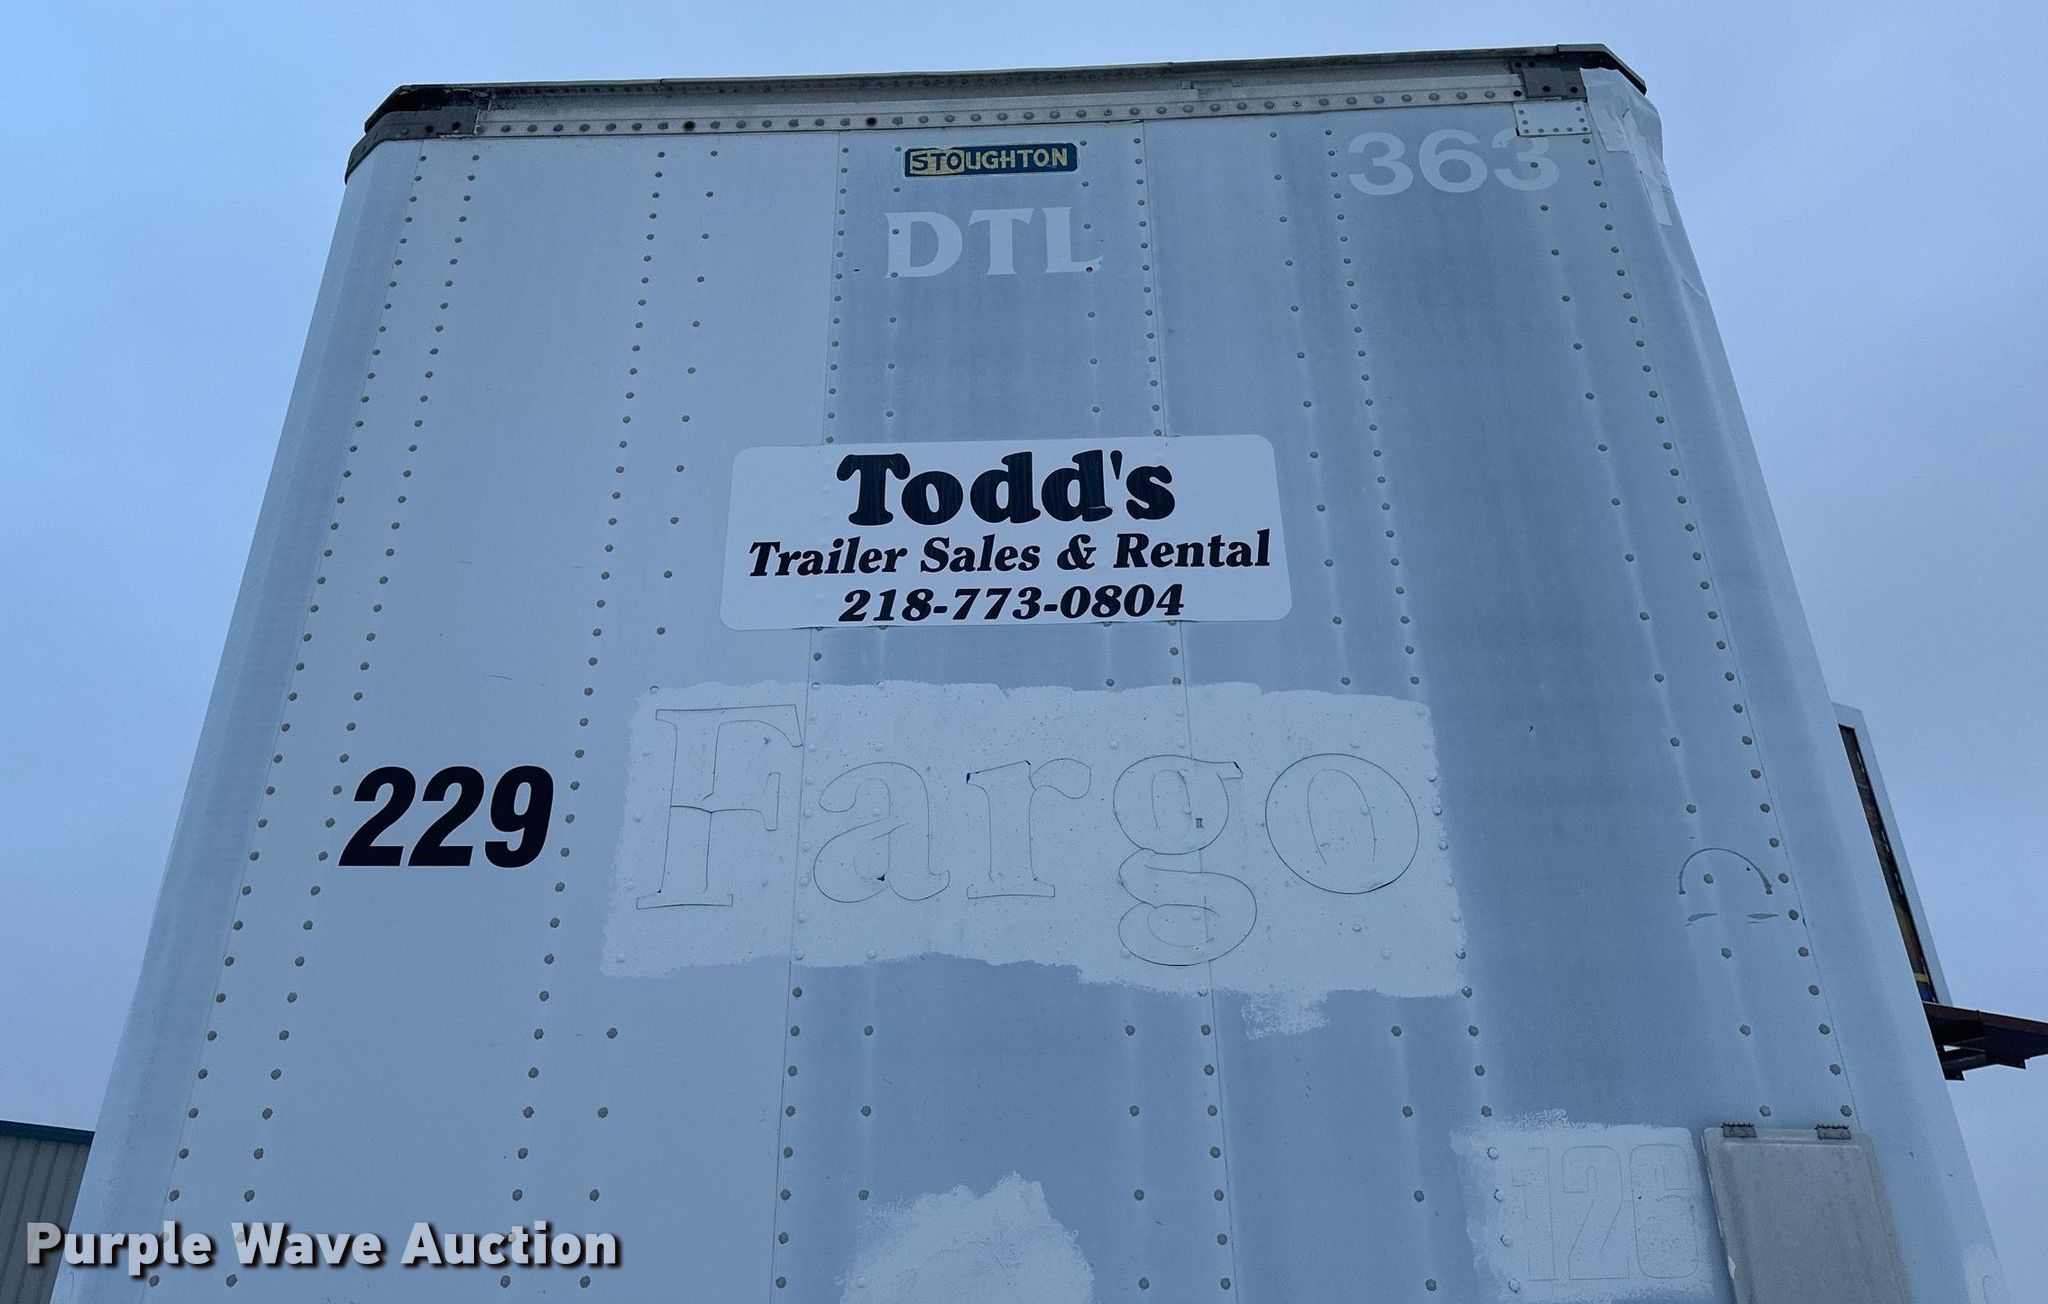 STOUGHTON
363
DTL
Todd's
Trailer Sales & Rental
218-773-0804
229
Fargo
Purple Wave Auction